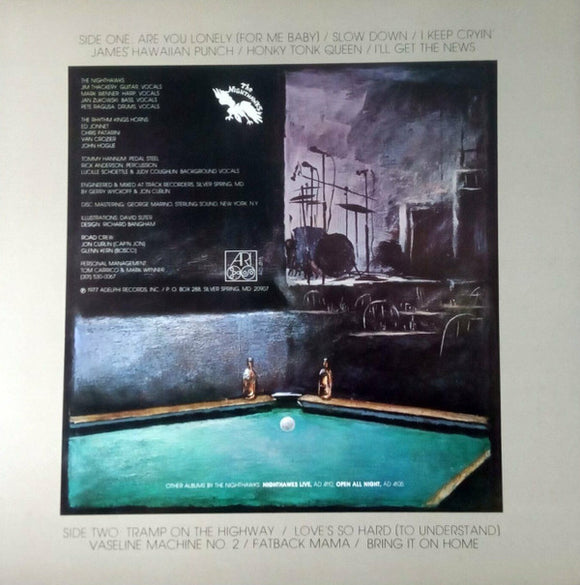 SIDE ONE: ARE YOU LONELY (FOR ME BABY) / SLOW DOWN / I KEEP CRYIN'
JAMES' HAWAIIAN PUNCH / HONKY TONK QUEEN / I'LL GET THE NEWS
THE NIGHTHAWKS:
JIM THACKERY: GUITAR, VOCALS
MARK WENNER: HARP, VOCALS
JAN ZUKOWSKI: BASS, VOCALS
PETE RAGUSA: DRUMS, VOCALS
The NIGHTHAWKS
THE RHYTHM KINGS HORNS:
ED JONNET
CHRIS PATARINI
VAN CROZIER
JOHN HOGUE
TOMMY HANNUM: PEDAL STEEL
RICK ANDERSON: PERCUSSION
LUCILLE SCHOETTLE & JUDY COUGHLIN: BACKGROUND VOCALS
ENGINEERED & MIXED AT TRACK RECORDERS, SILVER SPRING, MD
BY GERRY WYCKOFF & JON CURLIN
DISC MASTERING: GEORGE MARINO, STERLING SOUND, NEW YORK, N.Y.
ILLUSTRATIONS: DAVID SUTER
DESIGN: RICHARD BANGHAM
ROAD CREW:
JON CURLIN (CAP'N JON)
GLENN KERN (BOSCO)
PERSONAL MANAGEMENT:
TOM CARRICO & MARK WENNER
ARI
℗ 1977 ADELPHI RECORDS, INC. / P.O. BOX 288, SILVER SPRING, MD 20907
OTHER ALBUMS BY THE NIGHTHAWKS: NIGHTHAWKS LIVE, AD 4110; OPEN ALL NIGHT, AD 4105
SIDE TWO: TRAMP ON THE HIGHWAY / LOVE'S SO HARD (TO UNDERSTAND)
VASELINE MACHINE NO. 2 / FATBACK MAMA / BRING IT ON HOME